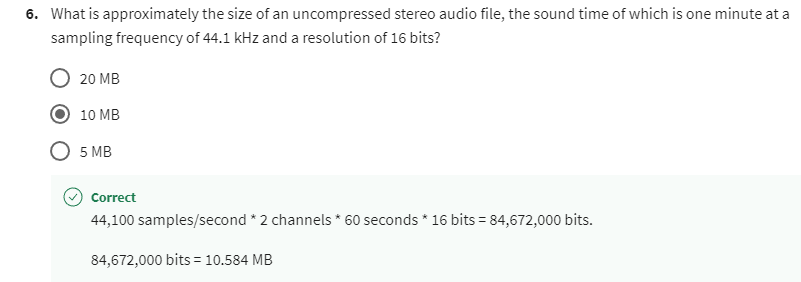 6. What is approximately the size of an uncompressed stereo audio file, the sound time of which is one minute at a
sampling frequency of 44.1 kHz and a resolution of 16 bits?
20 MB
10 MB
5 MB
Correct
44,100 samples/second * 2 channels * 60 seconds * 16 bits = 84,672,000 bits.
84,672,000 bits = 10.584 MB